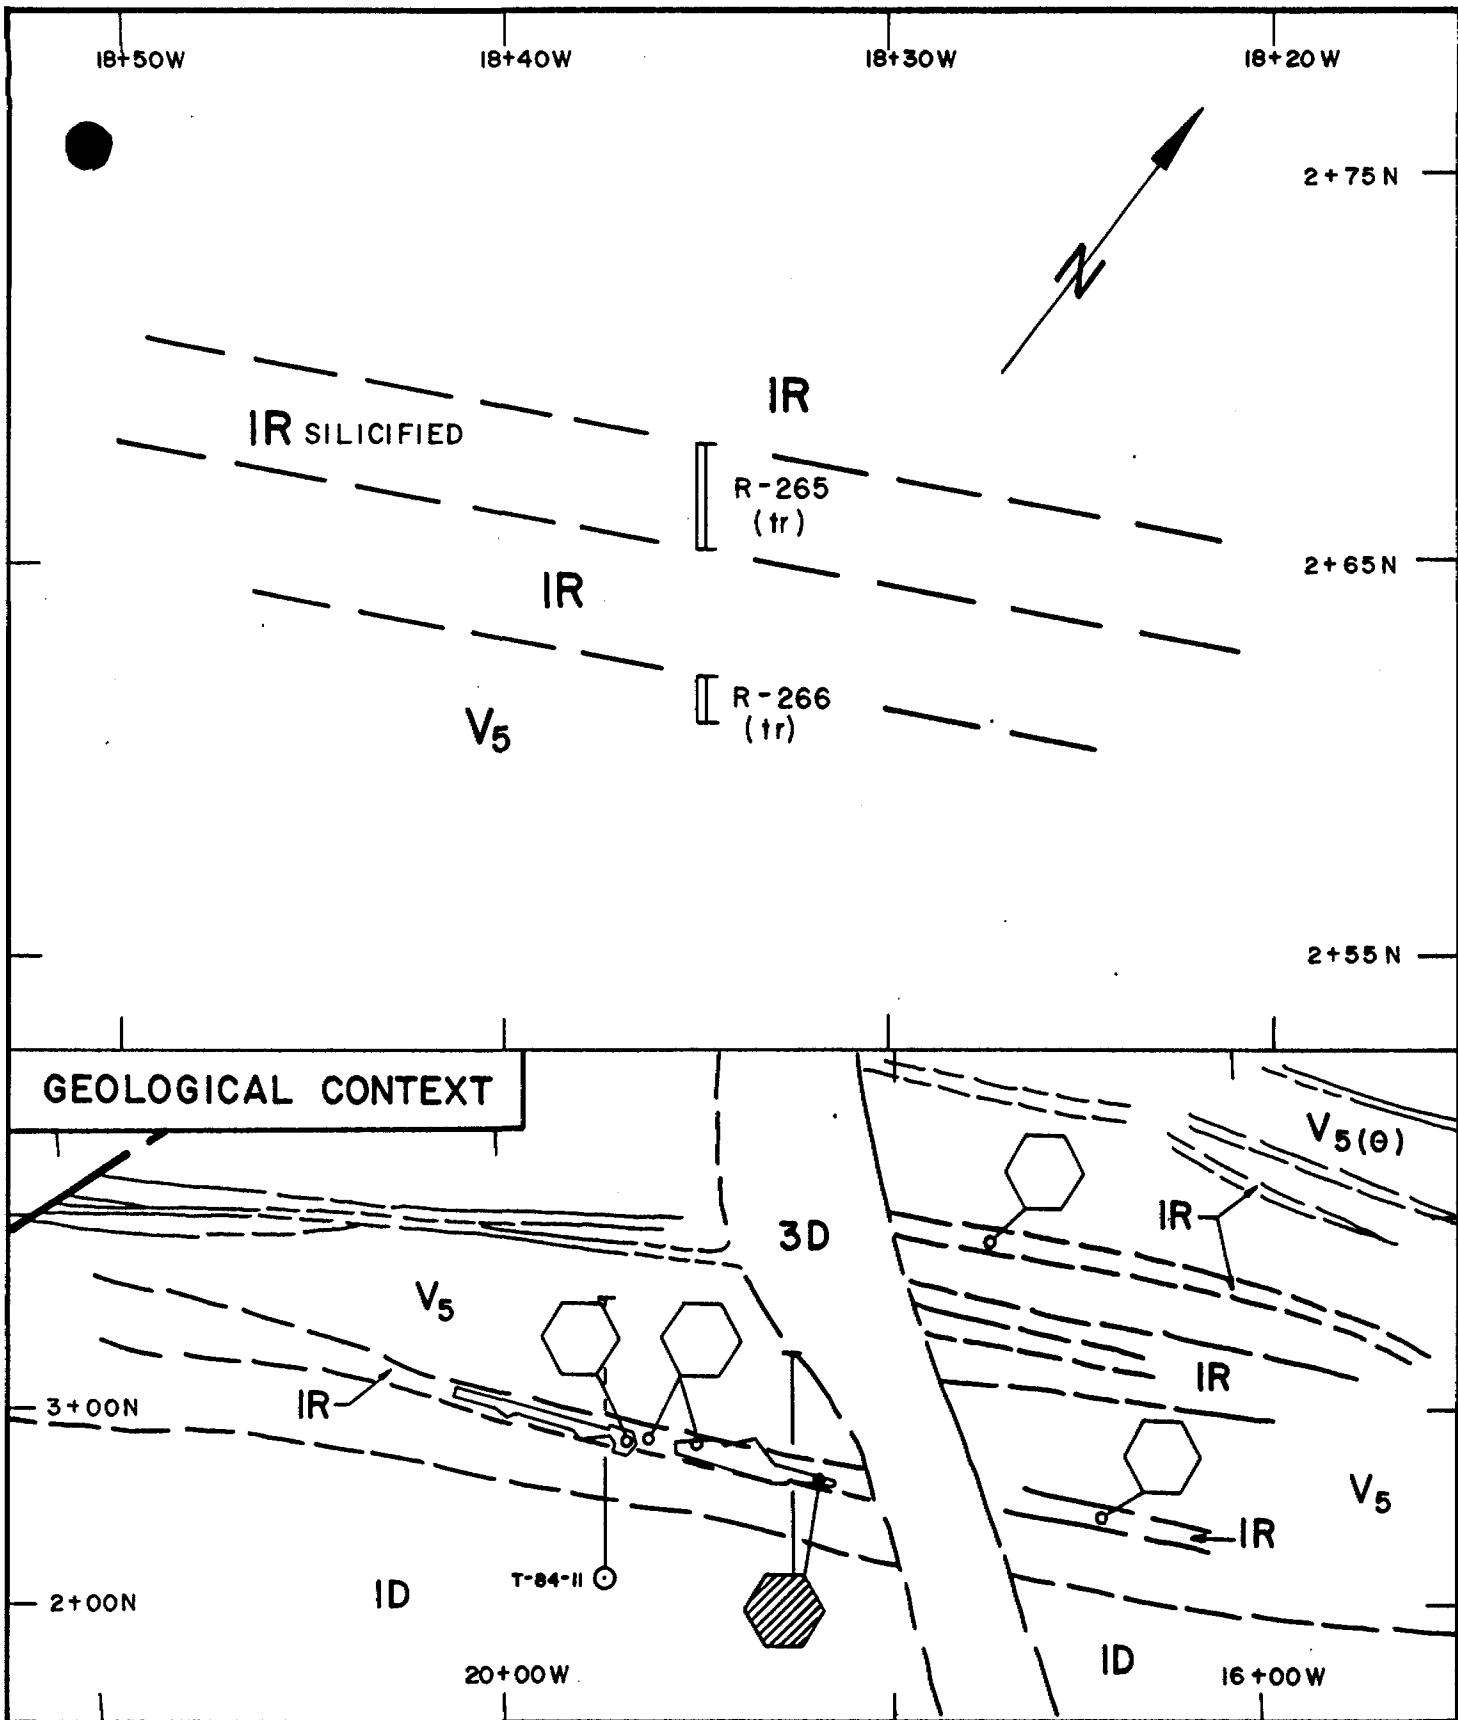 18+50W 18+40W 18+30W 18+20W
2+75N
N
IR
IR SILICIFIED
R-265
(tr)
2+65N
IR
R-266
(tr)
V5
2+55N
GEOLOGICAL CONTEXT
V5(θ)
IR
3D
V5
IR
IR
3+00N
V5
IR
T-84-11
ID
2+00N
ID
20+00W 16+00W